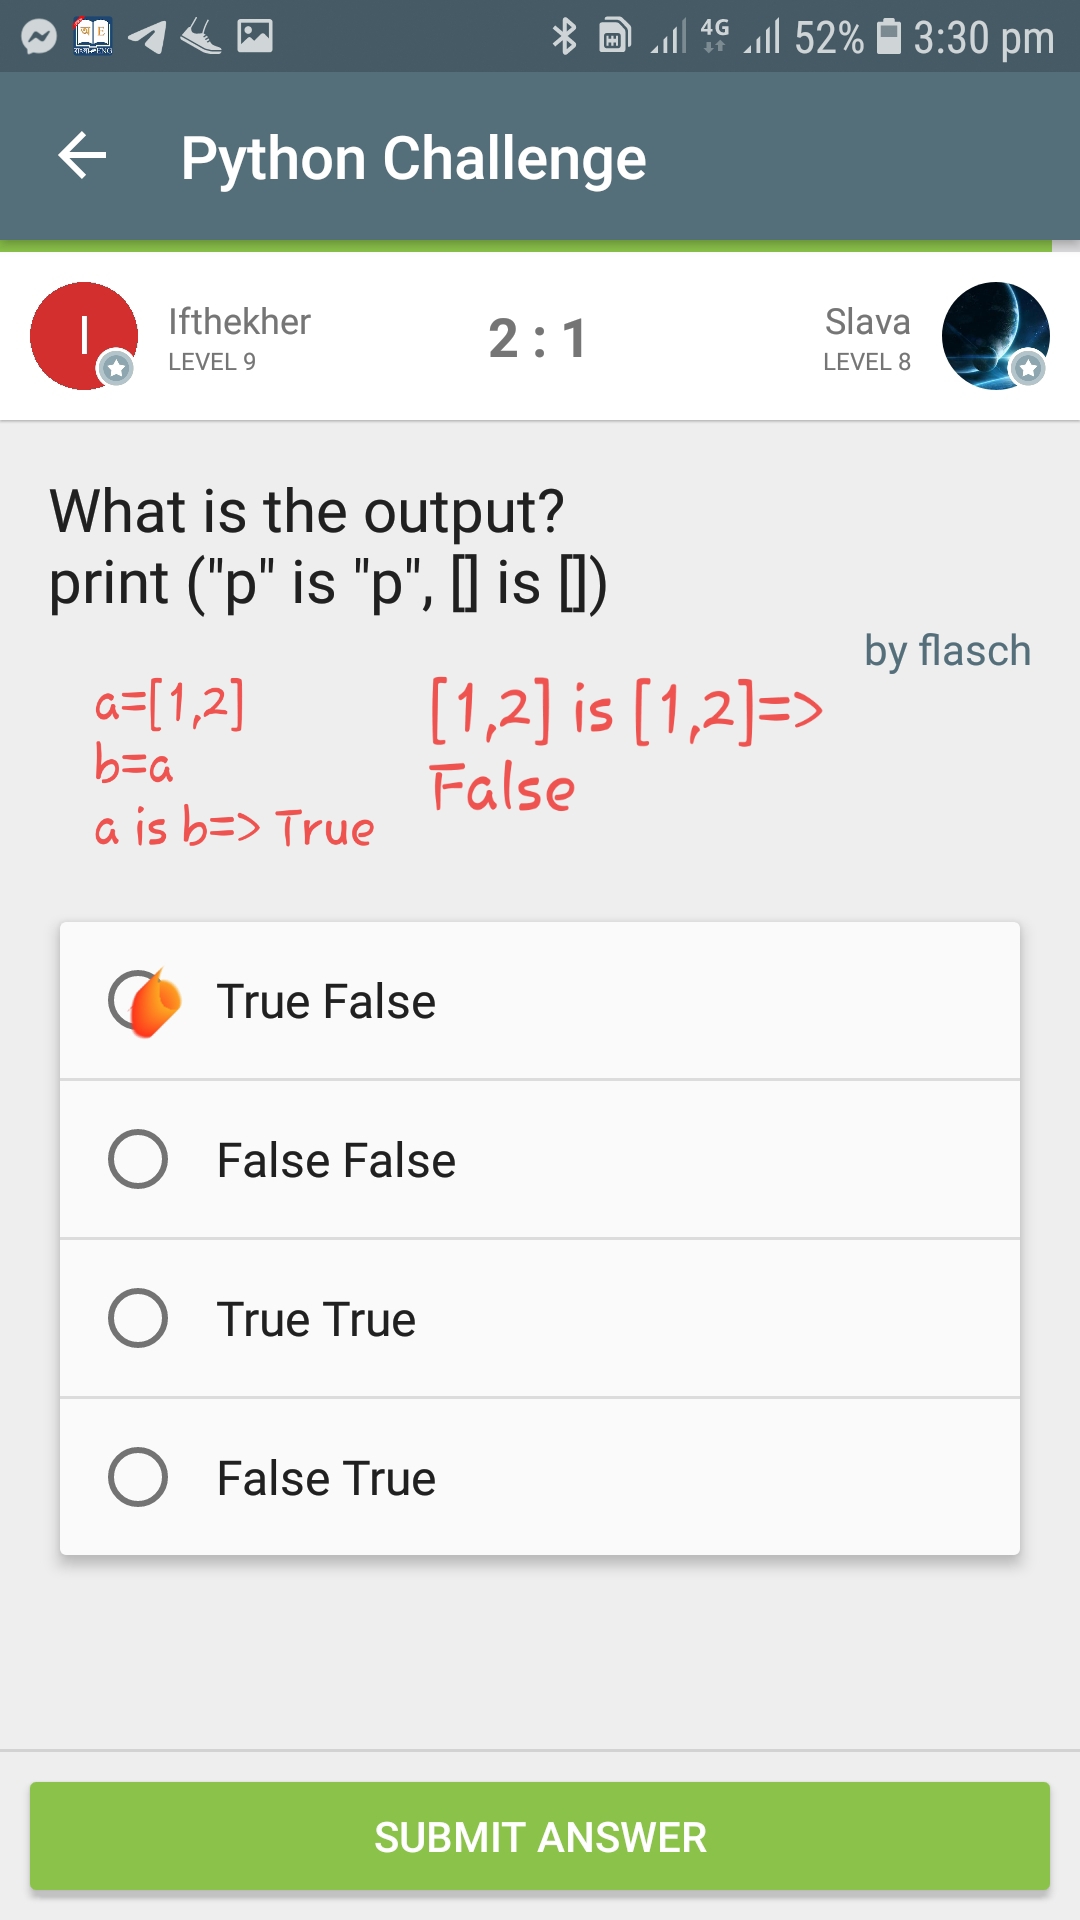 52% 3:30 pm
4G
Python Challenge
I
Ifthekher
LEVEL 9
2 : 1
Slava
LEVEL 8
What is the output?
print ("p" is "p", [] is [])
by flasch
a=[1,2]
b=a
a is b=> True
[1,2] is [1,2]=>
False
True False
False False
True True
False True
SUBMIT ANSWER